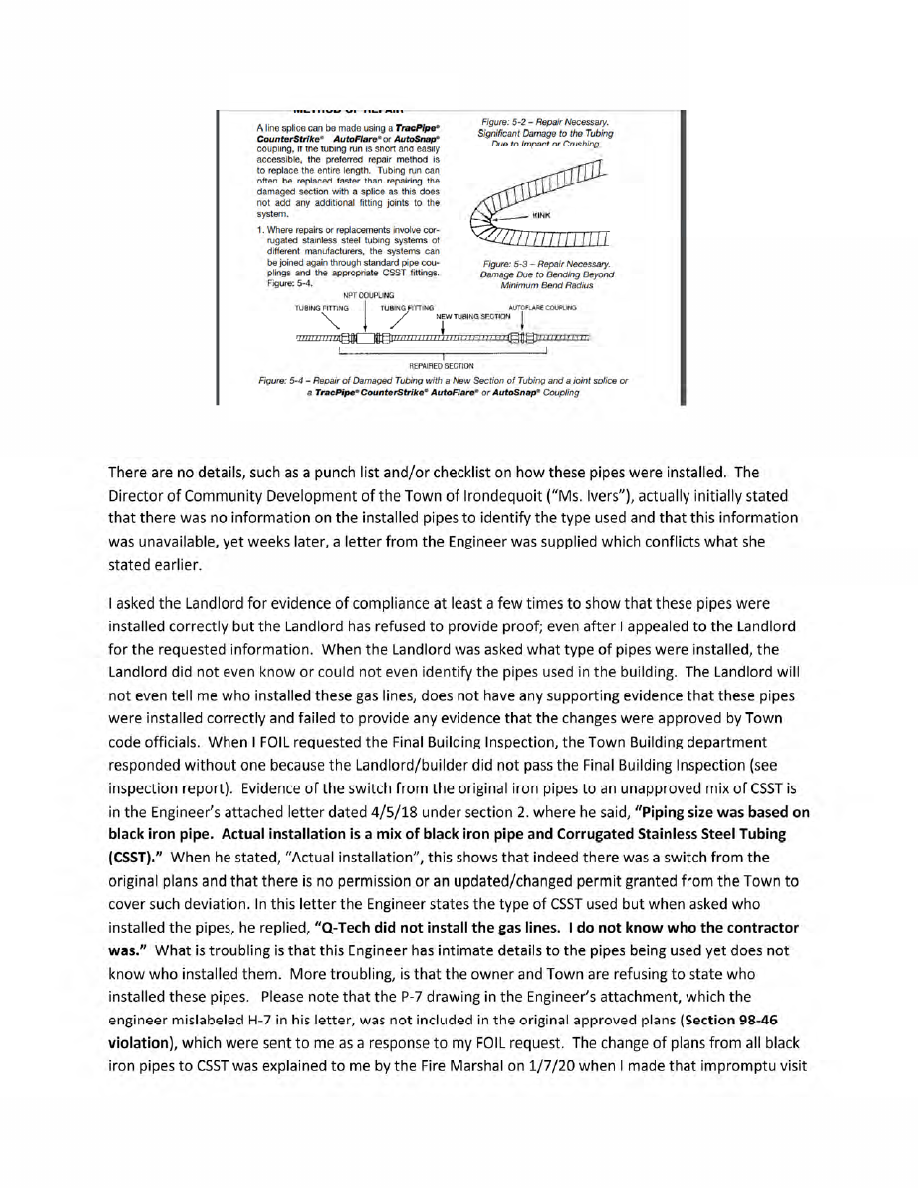 METHOD OF REPAIR
A line splice can be made using a TracPipe®
CounterStrike® AutoFlare® or AutoSnap®
coupling, If the tubing run is short and easily
accessible, the preferred repair method is
to replace the entire length. Tubing run can
often be replaced faster than repairing the
damaged section with a splice as this does
not add any additional fitting joints to the
system.
1. Where repairs or replacements involve cor-
rugated stainless steel tubing systems of
different manufacturers, the systems can
be joined again through standard pipe cou-
plings and the appropriate CSST fittings.
Figure: 5-4.
Figure: 5-2 – Repair Necessary.
Significant Damage to the Tubing
Due to Impact or Crushing
KINK
Figure: 5-3 – Repair Necessary.
Damage Due to Bending Beyond
Minimum Bend Radius
NPT COUPLING
TUBING FITTING
TUBING FITTING
AUTOFLARE COUPLING
NEW TUBING SECTION
REPAIRED SECTION
Figure: 5-4 – Repair of Damaged Tubing with a New Section of Tubing and a joint splice or
a TracPipe® CounterStrike® AutoFlare® or AutoSnap® Coupling
There are no details, such as a punch list and/or checklist on how these pipes were installed. The
Director of Community Development of the Town of Irondequoit ("Ms. Ivers"), actually initially stated
that there was no information on the installed pipes to identify the type used and that this information
was unavailable, yet weeks later, a letter from the Engineer was supplied which conflicts what she
stated earlier.
I asked the Landlord for evidence of compliance at least a few times to show that these pipes were
installed correctly but the Landlord has refused to provide proof; even after I appealed to the Landlord
for the requested information. When the Landlord was asked what type of pipes were installed, the
Landlord did not even know or could not even identify the pipes used in the building. The Landlord will
not even tell me who installed these gas lines, does not have any supporting evidence that these pipes
were installed correctly and failed to provide any evidence that the changes were approved by Town
code officials. When I FOIL requested the Final Building Inspection, the Town Building department
responded without one because the Landlord/builder did not pass the Final Building Inspection (see
inspection report). Evidence of the switch from the original iron pipes to an unapproved mix of CSST is
in the Engineer's attached letter dated 4/5/18 under section 2. where he said, "Piping size was based on
black iron pipe. Actual installation is a mix of black iron pipe and Corrugated Stainless Steel Tubing
(CSST)." When he stated, "Actual installation", this shows that indeed there was a switch from the
original plans and that there is no permission or an updated/changed permit granted from the Town to
cover such deviation. In this letter the Engineer states the type of CSST used but when asked who
installed the pipes, he replied, "Q-Tech did not install the gas lines. I do not know who the contractor
was." What is troubling is that this Engineer has intimate details to the pipes being used yet does not
know who installed them. More troubling, is that the owner and Town are refusing to state who
installed these pipes. Please note that the P-7 drawing in the Engineer's attachment, which the
engineer mislabeled H-7 in his letter, was not included in the original approved plans (Section 98-46
violation), which were sent to me as a response to my FOIL request. The change of plans from all black
iron pipes to CSST was explained to me by the Fire Marshal on 1/7/20 when I made that impromptu visit